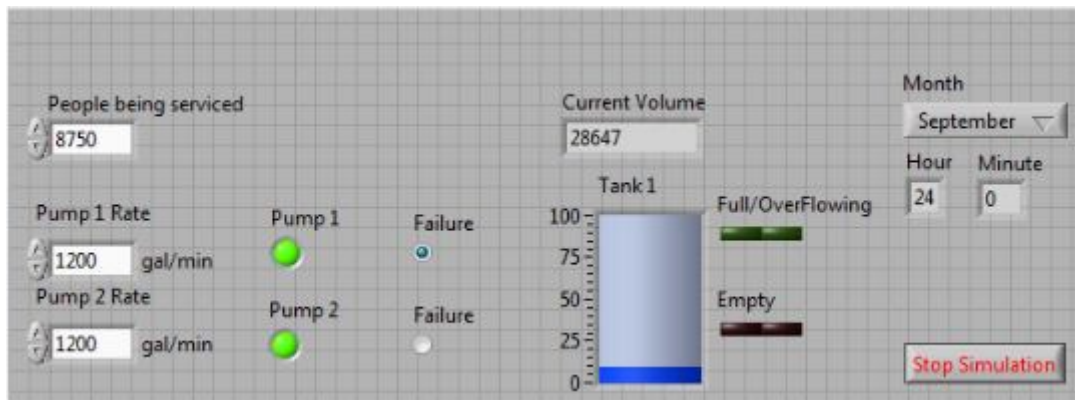 Month
People being serviced
Current Volume
September
8750
28647
Hour Minute
Tank 1
24 0
Full/OverFlowing
Pump 1 Rate
Pump 1
Failure
100
1200 gal/min
75
Pump 2 Rate
Pump 2
Failure
50
Empty
1200 gal/min
25
Stop Simulation
0